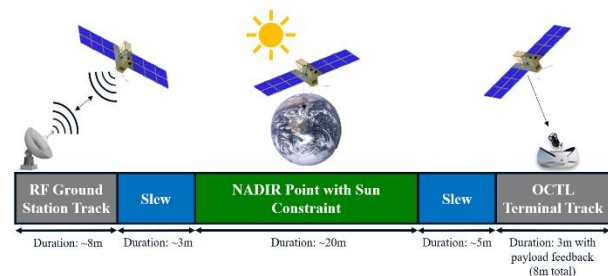 RF Ground
Station Track
Slew
NADIR Point with Sun
Constraint
Slew
OCTL
Terminal Track
Duration: ~8m
Duration: ~3m
Duration: ~20m
Duration: ~5m
Duration: 3m with
payload feedback
(8m total)